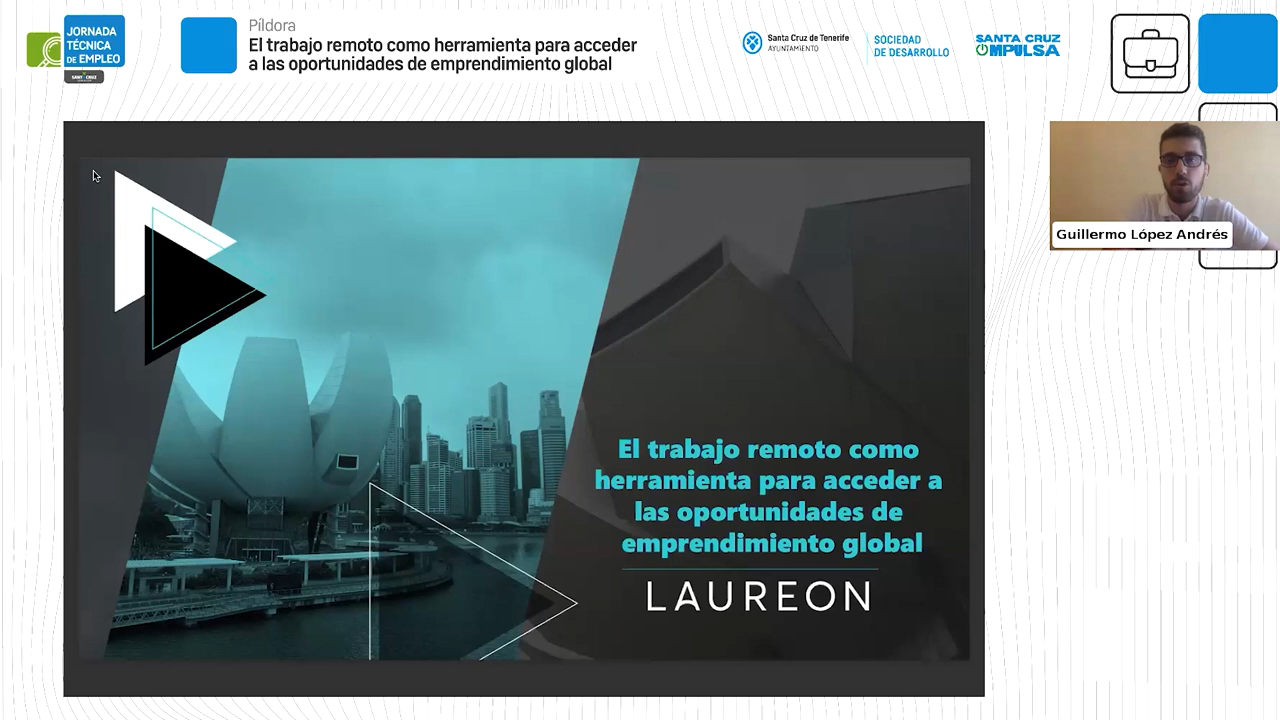 JORNADA
TÉCNICA
DE EMPLEO
Píldora
El trabajo remoto como herramienta para acceder
a las oportunidades de emprendimiento global
Santa Cruz de Tenerife
AYUNTAMIENTO
SOCIEDAD
DE DESARROLLO
SANTA CRUZ
IMPULSA
Guillermo López Andrés
El trabajo remoto como
herramienta para acceder a
las oportunidades de
emprendimiento global
LAUREON